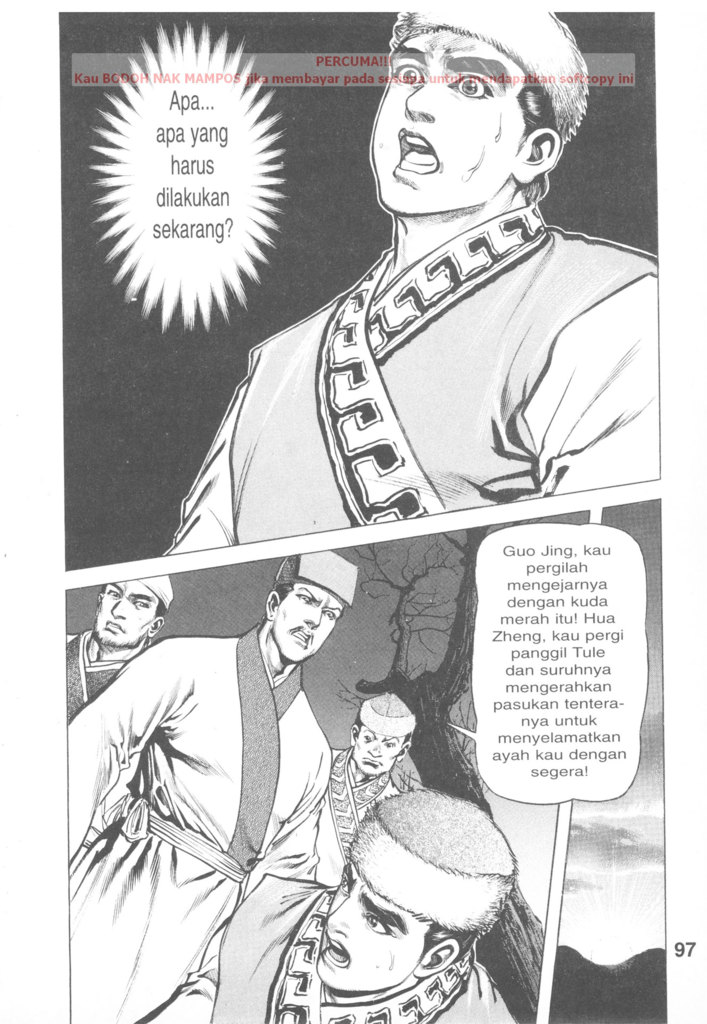 PERCUMA!!!
Kau BODOH NAK MAMPOS jika membayar pada sesiapa untuk mendapatkan softcopy ini
Apa...
apa yang
harus
dilakukan
sekarang?
Guo Jing, kau
pergilah
mengejarnya
dengan kuda
merah itu! Hua
Zheng, kau pergi
panggil Tule
dan suruhnya
mengerahkan
pasukan tentera-
nya untuk
menyelamatkan
ayah kau dengan
segera!
97